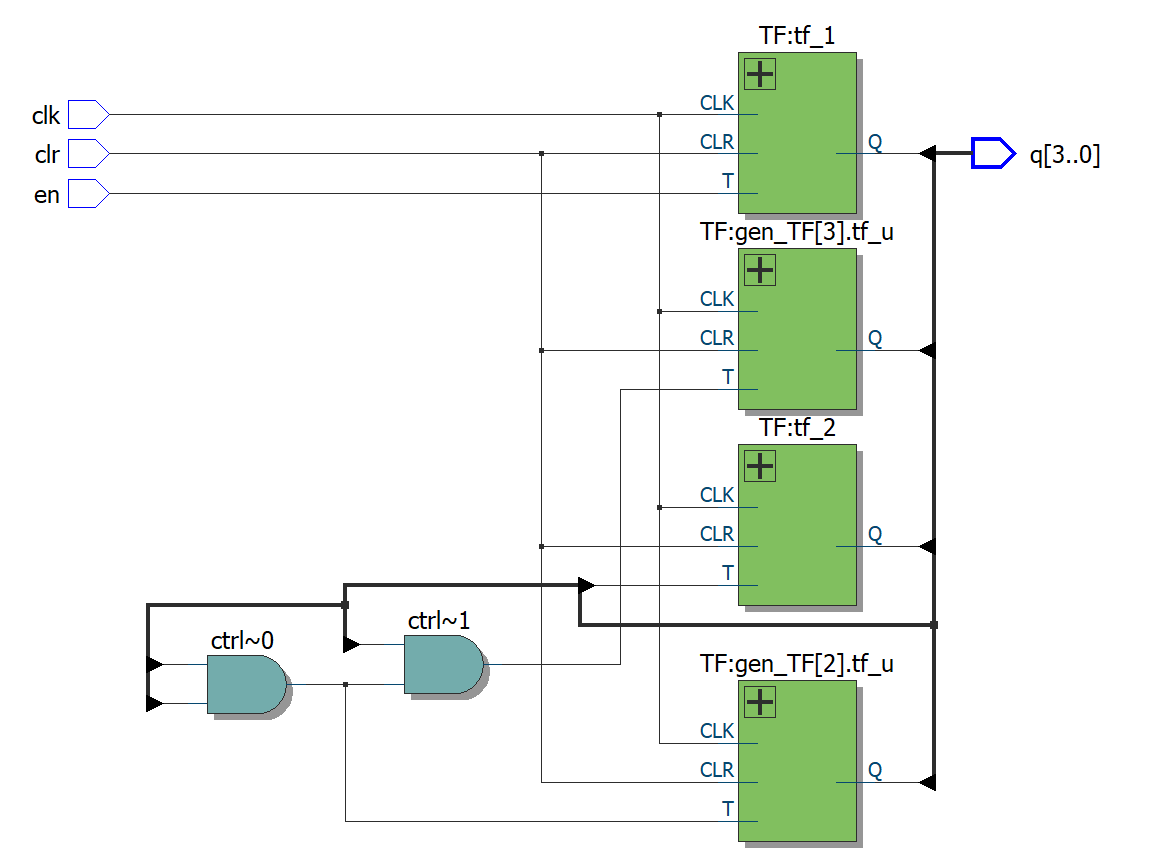 TF:tf_1
clk
clr
en
CLK
CLR
T
Q
q[3..0]
TF:gen_TF[3].tf_u
CLK
CLR
T
Q
TF:tf_2
CLK
CLR
T
Q
ctrl~0
ctrl~1
TF:gen_TF[2].tf_u
CLK
CLR
T
Q